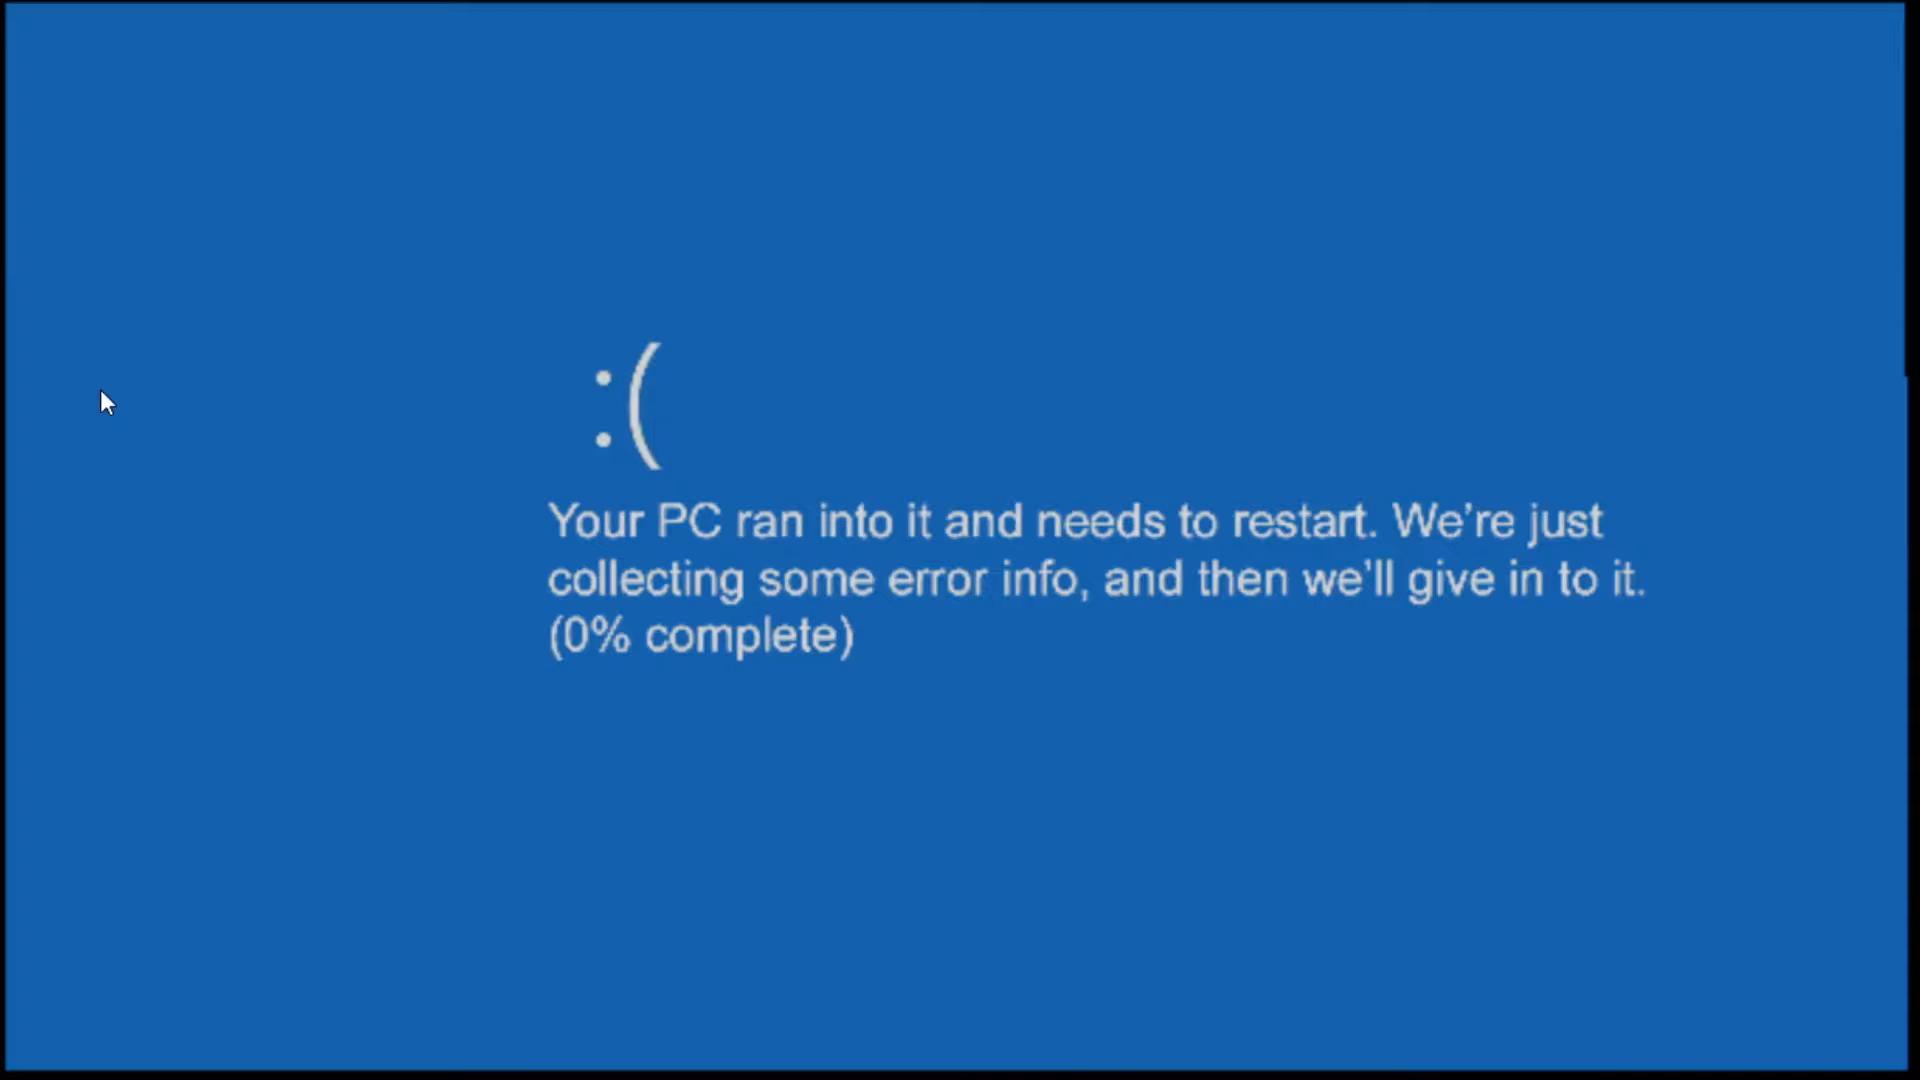 :(
Your PC ran into it and needs to restart. We’re just
collecting some error info, and then we’ll give in to it.
(0% complete)